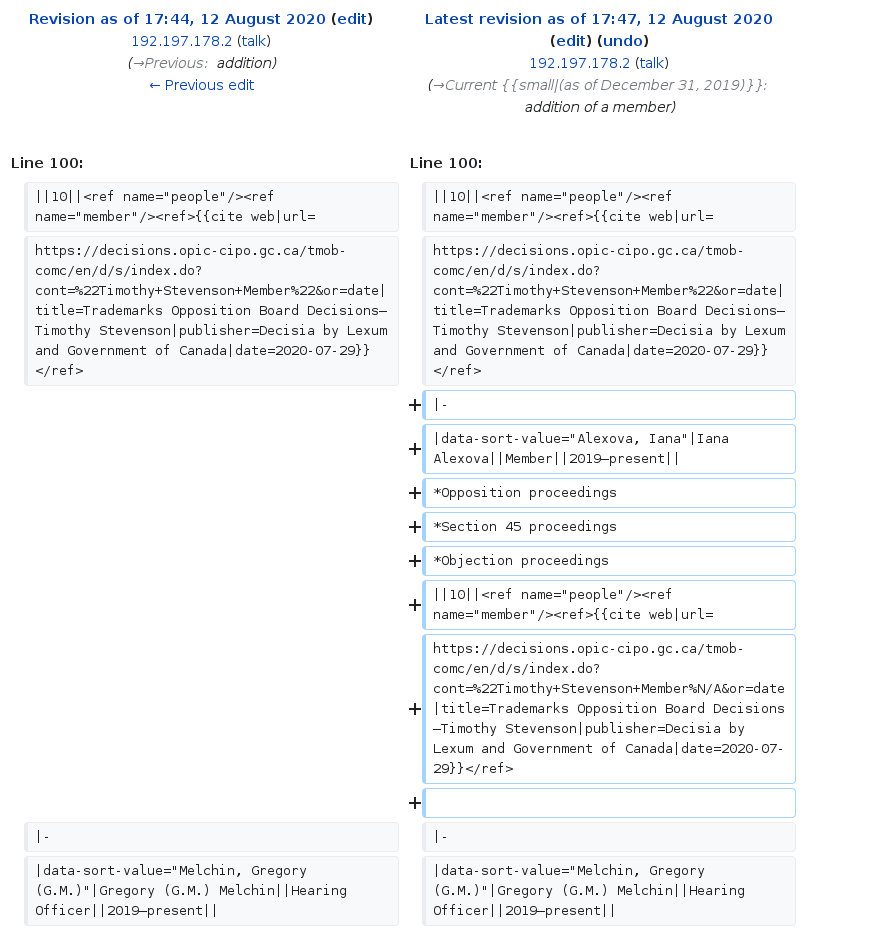 Revision as of 17:44, 12 August 2020 (edit)
192.197.178.2 (talk)
(→Previous: addition)
← Previous edit
Latest revision as of 17:47, 12 August 2020
(edit) (undo)
192.197.178.2 (talk)
(→Current {{small|(as of December 31, 2019)}}:
addition of a member)
Line 100:
Line 100:
||10||<ref name="people"/><ref
name="member"/><ref>{{cite web|url=
||10||<ref name="people"/><ref
name="member"/><ref>{{cite web|url=
https://decisions.opic-cipo.gc.ca/tmob-
comc/en/d/s/index.do?
cont=%22Timothy+Stevenson+Member%22&or=date|
title=Trademarks Opposition Board Decisions—
Timothy Stevenson|publisher=Decisia by Lexum
and Government of Canada|date=2020-07-29}}
</ref>
https://decisions.opic-cipo.gc.ca/tmob-
comc/en/d/s/index.do?
cont=%22Timothy+Stevenson+Member%22&or=date|
title=Trademarks Opposition Board Decisions—
Timothy Stevenson|publisher=Decisia by Lexum
and Government of Canada|date=2020-07-29}}
</ref>
+ |-
+ |data-sort-value="Alexova, Iana"|Iana
Alexova||Member||2019–present||
+ *Opposition proceedings
+ *Section 45 proceedings
+ *Objection proceedings
+ ||10||<ref name="people"/><ref
name="member"/><ref>{{cite web|url=
+ https://decisions.opic-cipo.gc.ca/tmob-
comc/en/d/s/index.do?
cont=%22Timothy+Stevenson+Member%N/A&or=date
|title=Trademarks Opposition Board Decisions
—Timothy Stevenson|publisher=Decisia by
Lexum and Government of Canada|date=2020-07-
29}}</ref>
+
|-
|-
|data-sort-value="Melchin, Gregory
(G.M.)"|Gregory (G.M.) Melchin||Hearing
Officer||2019–present||
|data-sort-value="Melchin, Gregory
(G.M.)"|Gregory (G.M.) Melchin||Hearing
Officer||2019–present||